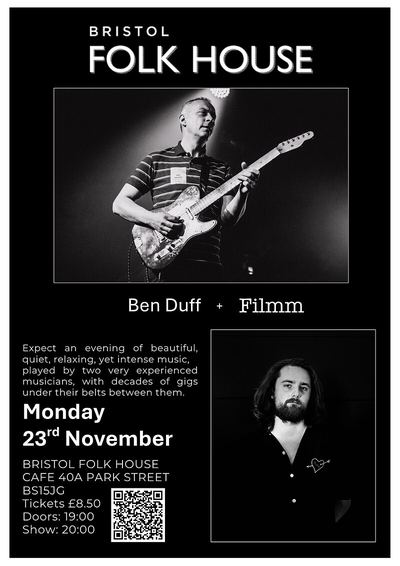 BRISTOL
FOLK HOUSE
Ben Duff + Filmm
Expect an evening of beautiful,
quiet, relaxing, yet intense music,
played by two very experienced
musicians, with decades of gigs
under their belts between them.
Monday
23rd November
BRISTOL FOLK HOUSE
CAFE 40A PARK STREET
BS15JG
Tickets £8.50
Doors: 19:00
Show: 20:00